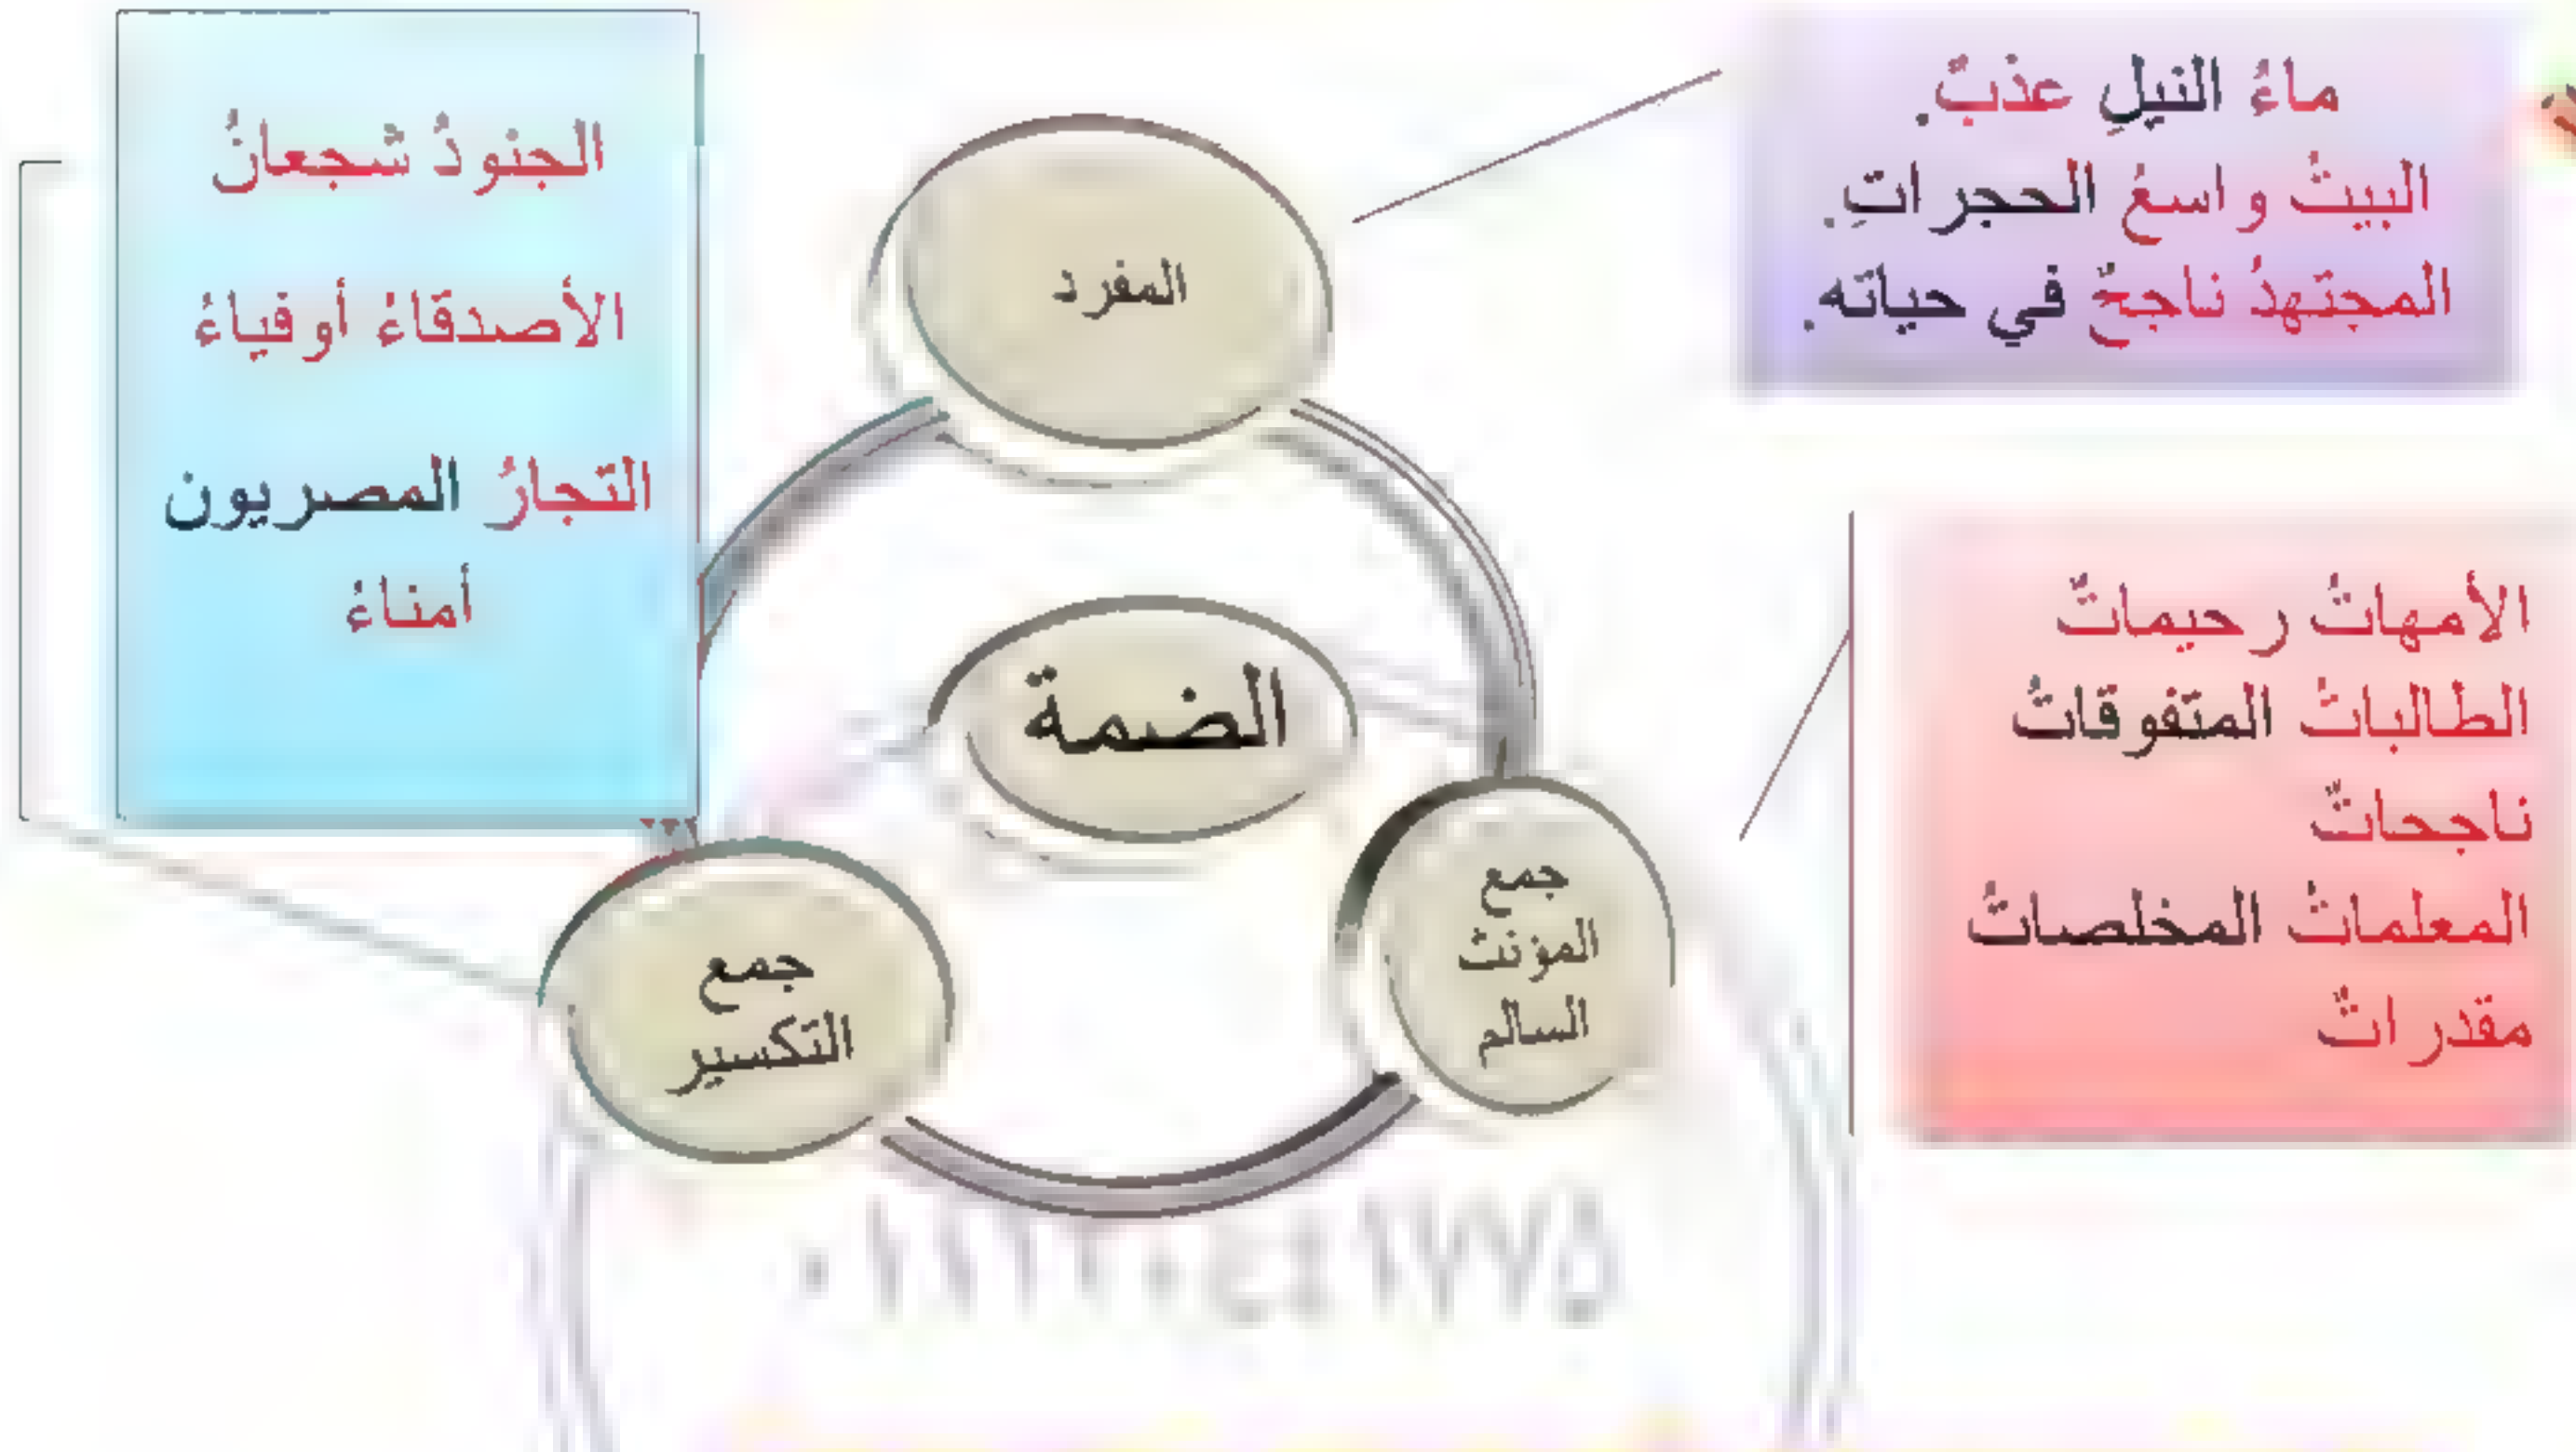 ماءُ النيلِ عذبٌ.
البيتُ واسعُ الحجراتِ.
المجتهدُ ناجحٌ في حياته.
المفرد
الجنودُ شجعانٌ
الأصدقاءُ أوفياءُ
التجارُ المصريون
أمناءُ
الضمة
الأمهاتُ رحيماتٌ
الطالباتُ المتفوقاتُ
ناجحاتٌ
المعلماتُ المخلصاتُ
مقدراتٌ
جمع
المؤنث
السالم
جمع
التكسير